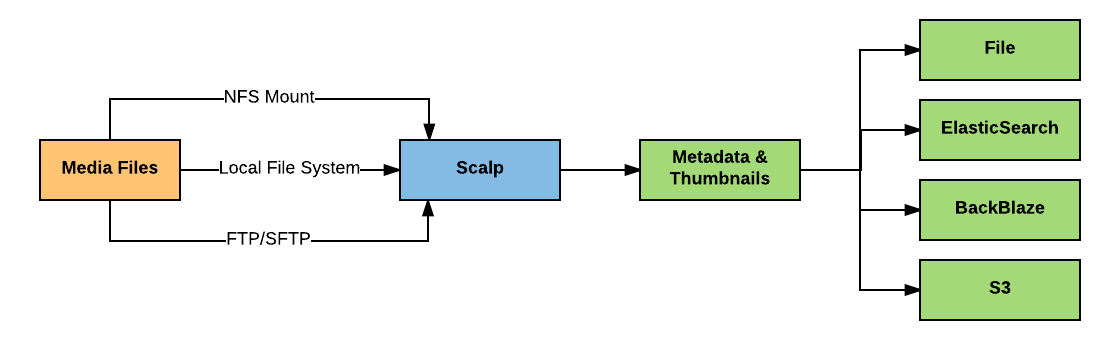 NFS Mount
Media Files
Local File System
FTP/SFTP
Scalp
Metadata &
Thumbnails
File
ElasticSearch
BackBlaze
S3